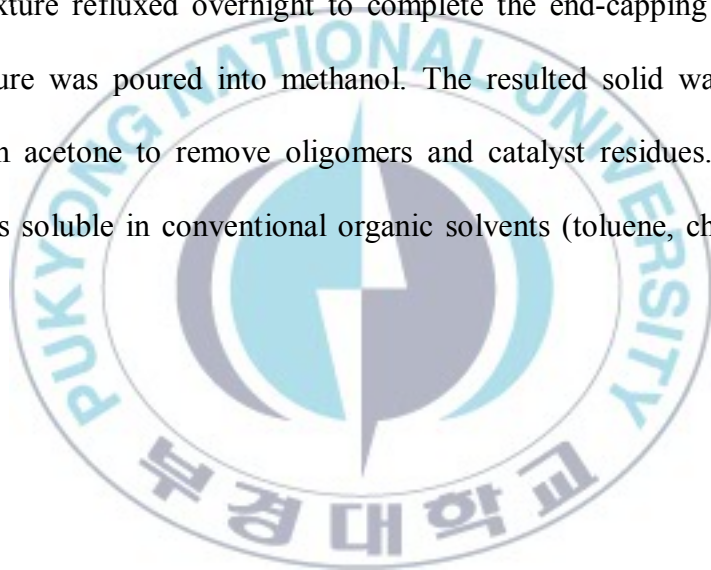 xture refluxed overnight to complete the end-capping
ure was poured into methanol. The resulted solid wa
n acetone to remove oligomers and catalyst residues.
s soluble in conventional organic solvents (toluene, ch
PUKYONG NATIONAL UNIVERSITY
부경대학교